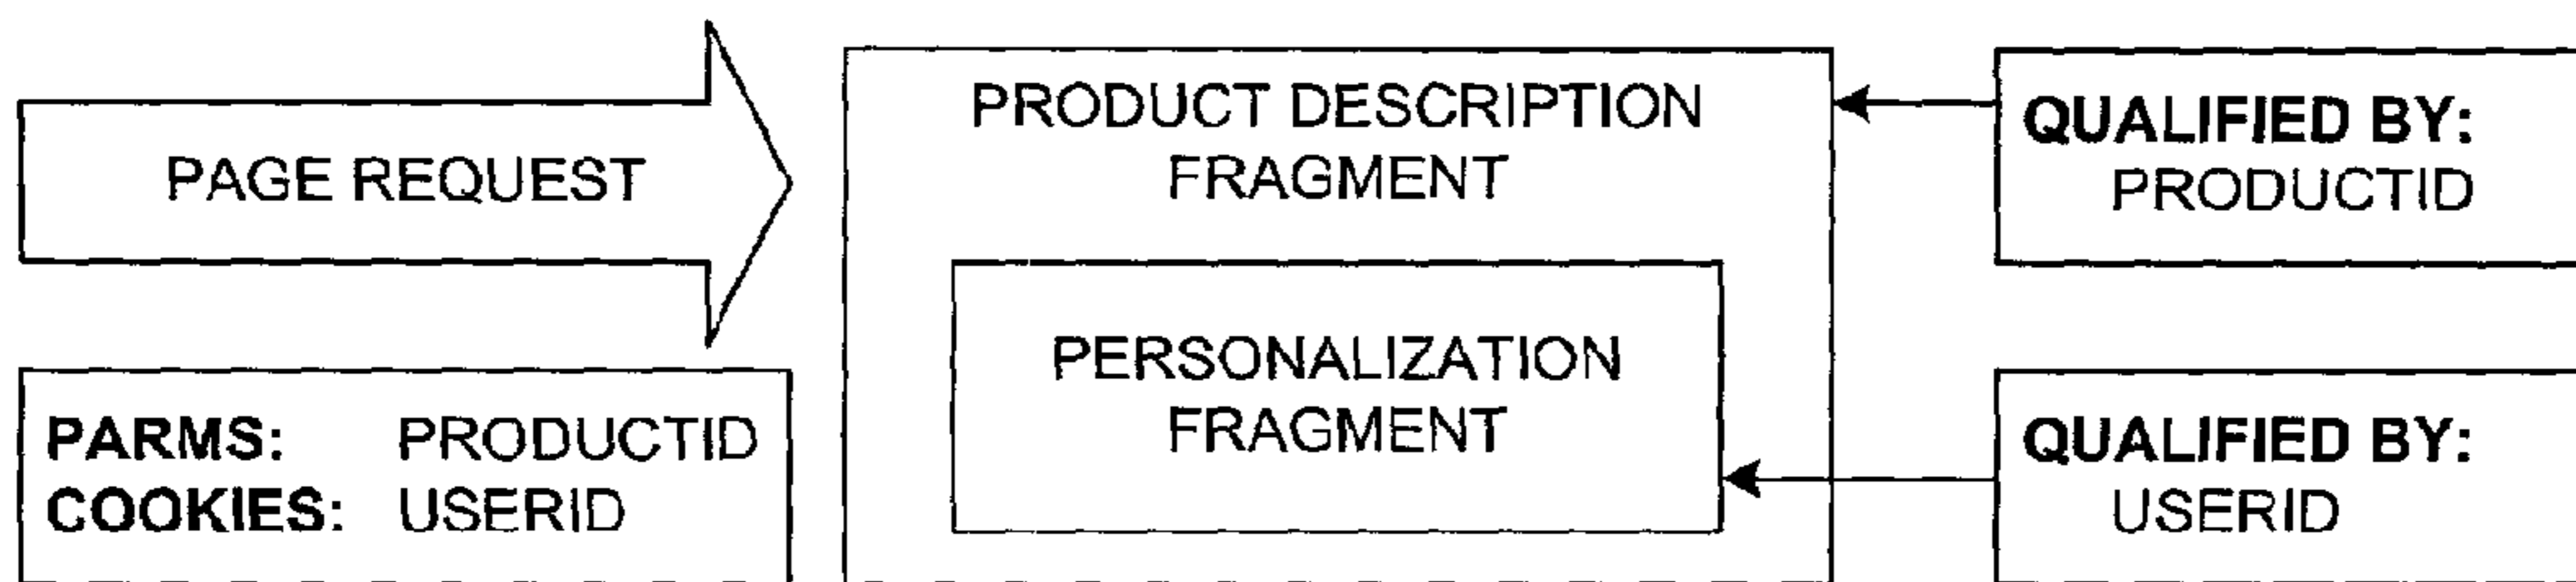 PAGE REQUEST
PARMS: PRODUCTID
COOKIES: USERID
PRODUCT DESCRIPTION
FRAGMENT
PERSONALIZATION
FRAGMENT
QUALIFIED BY:
PRODUCTID
QUALIFIED BY:
USERID